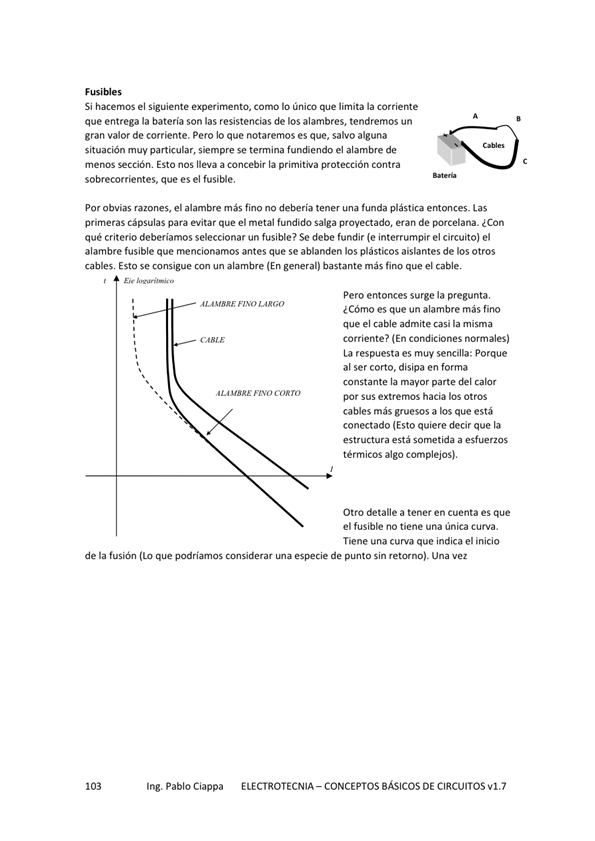 Fusibles
Si hacemos el siguiente experimento, como lo único que limita la corriente
que entrega la batería son las resistencias de los alambres, tendremos un
gran valor de corriente. Pero lo que notaremos es que, salvo alguna
situación muy particular, siempre se termina fundiendo el alambre de
menos sección. Esto nos lleva a concebir la primitiva protección contra
sobrecorrientes, que es el fusible.
A
B
Cables
C
Batería
Por obvias razones, el alambre más fino no debería tener una funda plástica entonces. Las
primeras cápsulas para evitar que el metal fundido salga proyectado, eran de porcelana. ¿Con
qué criterio deberíamos seleccionar un fusible? Se debe fundir (e interrumpir el circuito) el
alambre fusible que mencionamos antes que se ablanden los plásticos aislantes de los otros
cables. Esto se consigue con un alambre (En general) bastante más fino que el cable.
t Eje logarítmico
ALAMBRE FINO LARGO
CABLE
ALAMBRE FINO CORTO
I
Pero entonces surge la pregunta.
¿Cómo es que un alambre más fino
que el cable admite casi la misma
corriente? (En condiciones normales)
La respuesta es muy sencilla: Porque
al ser corto, disipa en forma
constante la mayor parte del calor
por sus extremos hacia los otros
cables más gruesos a los que está
conectado (Esto quiere decir que la
estructura está sometida a esfuerzos
térmicos algo complejos).
Otro detalle a tener en cuenta es que
el fusible no tiene una única curva.
Tiene una curva que indica el inicio
de la fusión (Lo que podríamos considerar una especie de punto sin retorno). Una vez
103 Ing. Pablo Ciappa ELECTROTECNIA – CONCEPTOS BÁSICOS DE CIRCUITOS v1.7